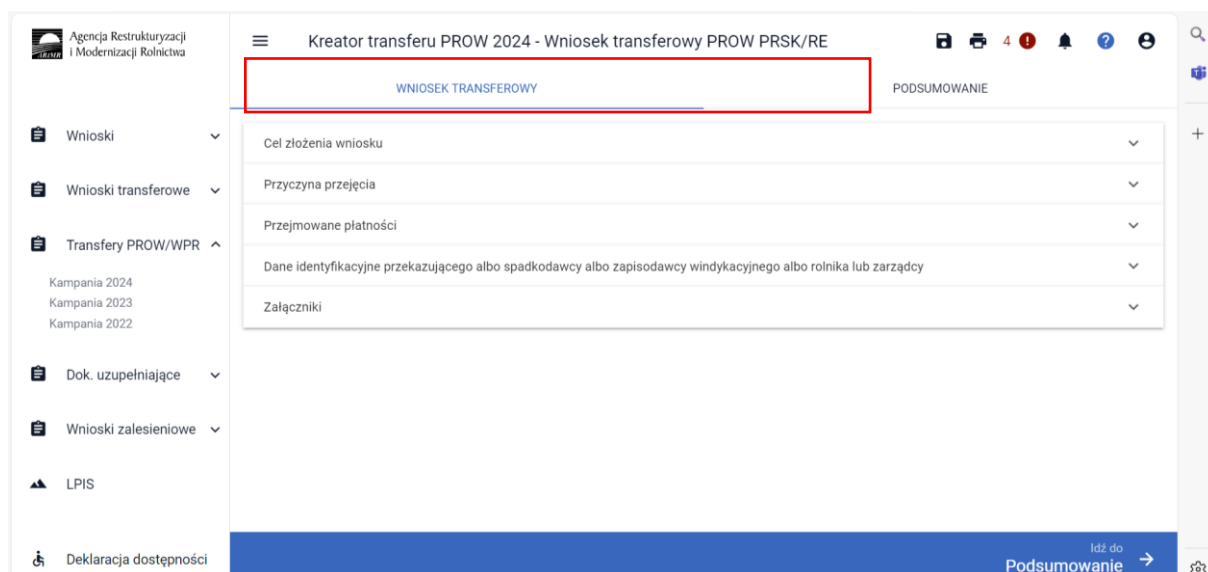 Agencja Restrukturyzacji
i Modernizacji Rolnictwa
ARiMR
Kreator transferu PROW 2024 - Wniosek transferowy PROW PRSK/RE
4
WNIOSEK TRANSFEROWY
PODSUMOWANIE
Wnioski
Wnioski transferowe
Transfery PROW/WPR
Kampania 2024
Kampania 2023
Kampania 2022
Dok. uzupełniające
Wnioski zalesieniowe
LPIS
Deklaracja dostępności
Cel złożenia wniosku
Przyczyna przejęcia
Przejmowane płatności
Dane identyfikacyjne przekazującego albo spadkodawcy albo zapisodawcy windykacyjnego albo rolnika lub zarządcy
Załączniki
Idź do
Podsumowanie